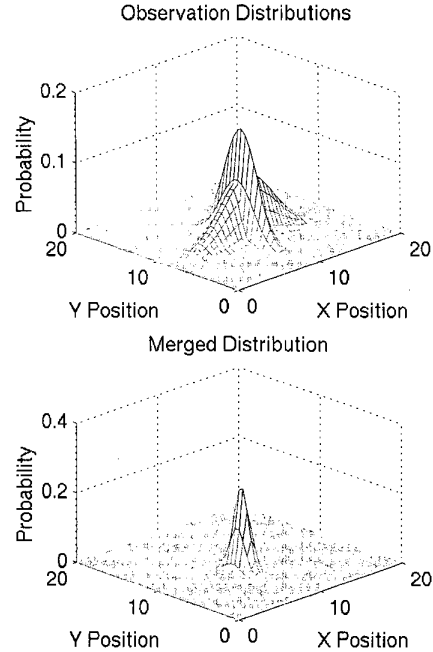 Observation Distributions
0.2
0.1
0
Probability
20
10
0
0
10
20
Y Position
X Position
Merged Distribution
0.4
0.2
0
Probability
20
10
0
0
10
20
Y Position
X Position